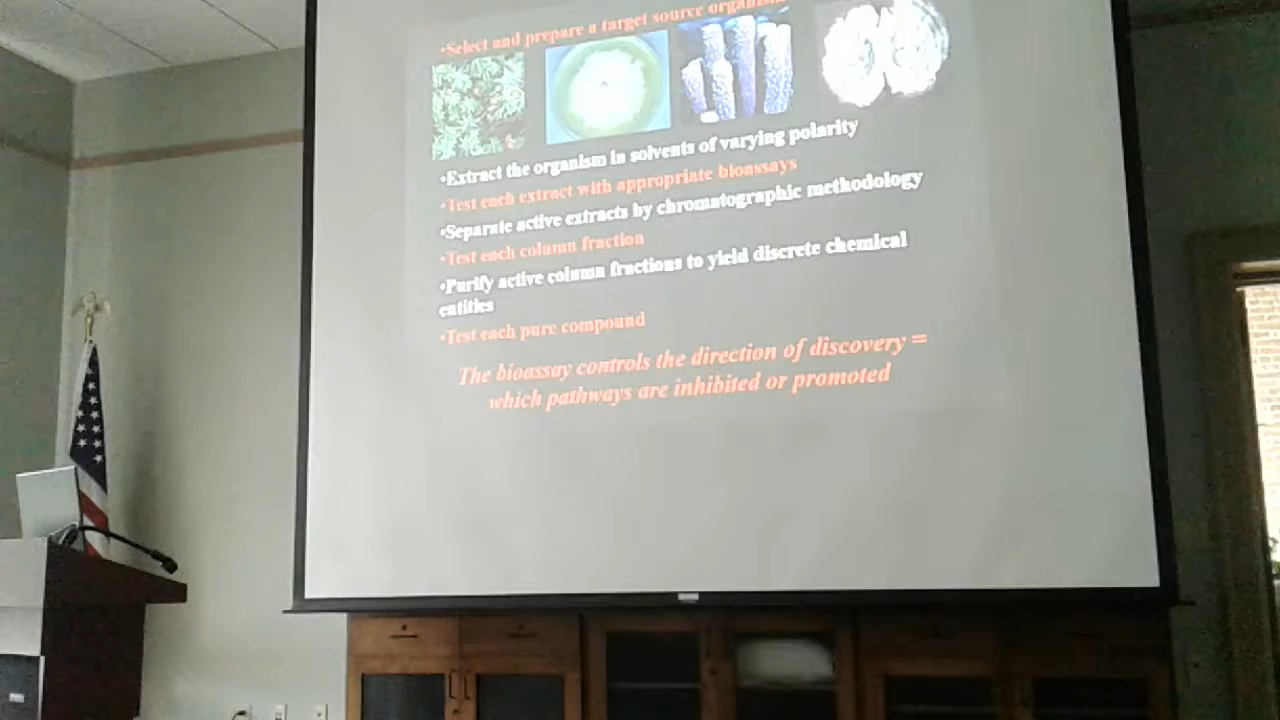 •Select and prepare a target source organism
•Extract the organism in solvents of varying polarity
•Test each extract with appropriate bioassays
•Separate active extracts by chromatographic methodology
•Test each column fraction
•Purify active column fractions to yield discrete chemical
entities
•Test each pure compound
The bioassay controls the direction of discovery =
which pathways are inhibited or promoted